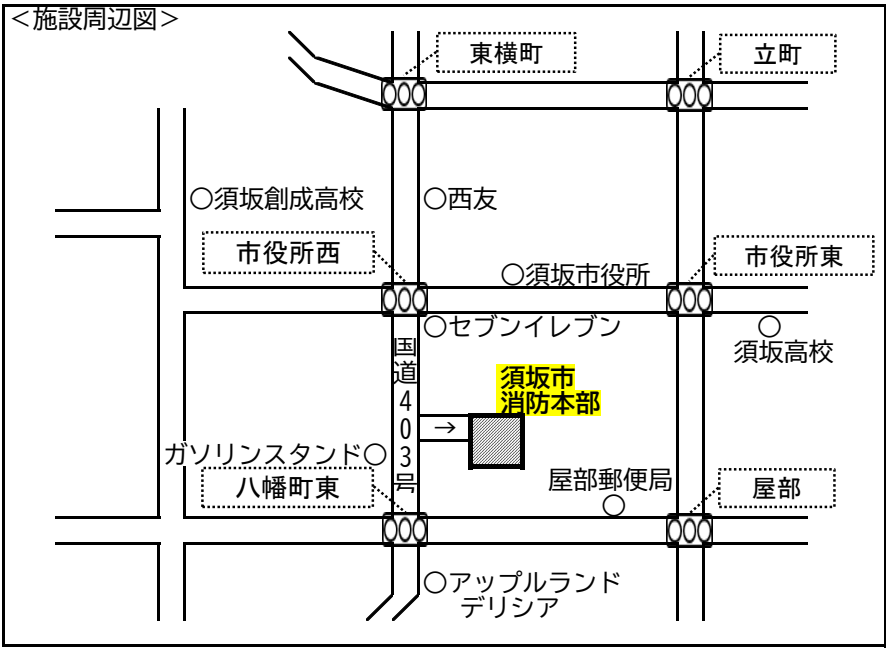 ＜施設周辺図＞
東横町
立町
○須坂創成高校
○西友
市役所西
市役所東
○須坂市役所
○セブンイレブン
○
須坂高校
国道403号
須坂市
消防本部
→
ガソリンスタンド○
八幡町東
屋部郵便局
○
屋部
○アップルランド
デリシア